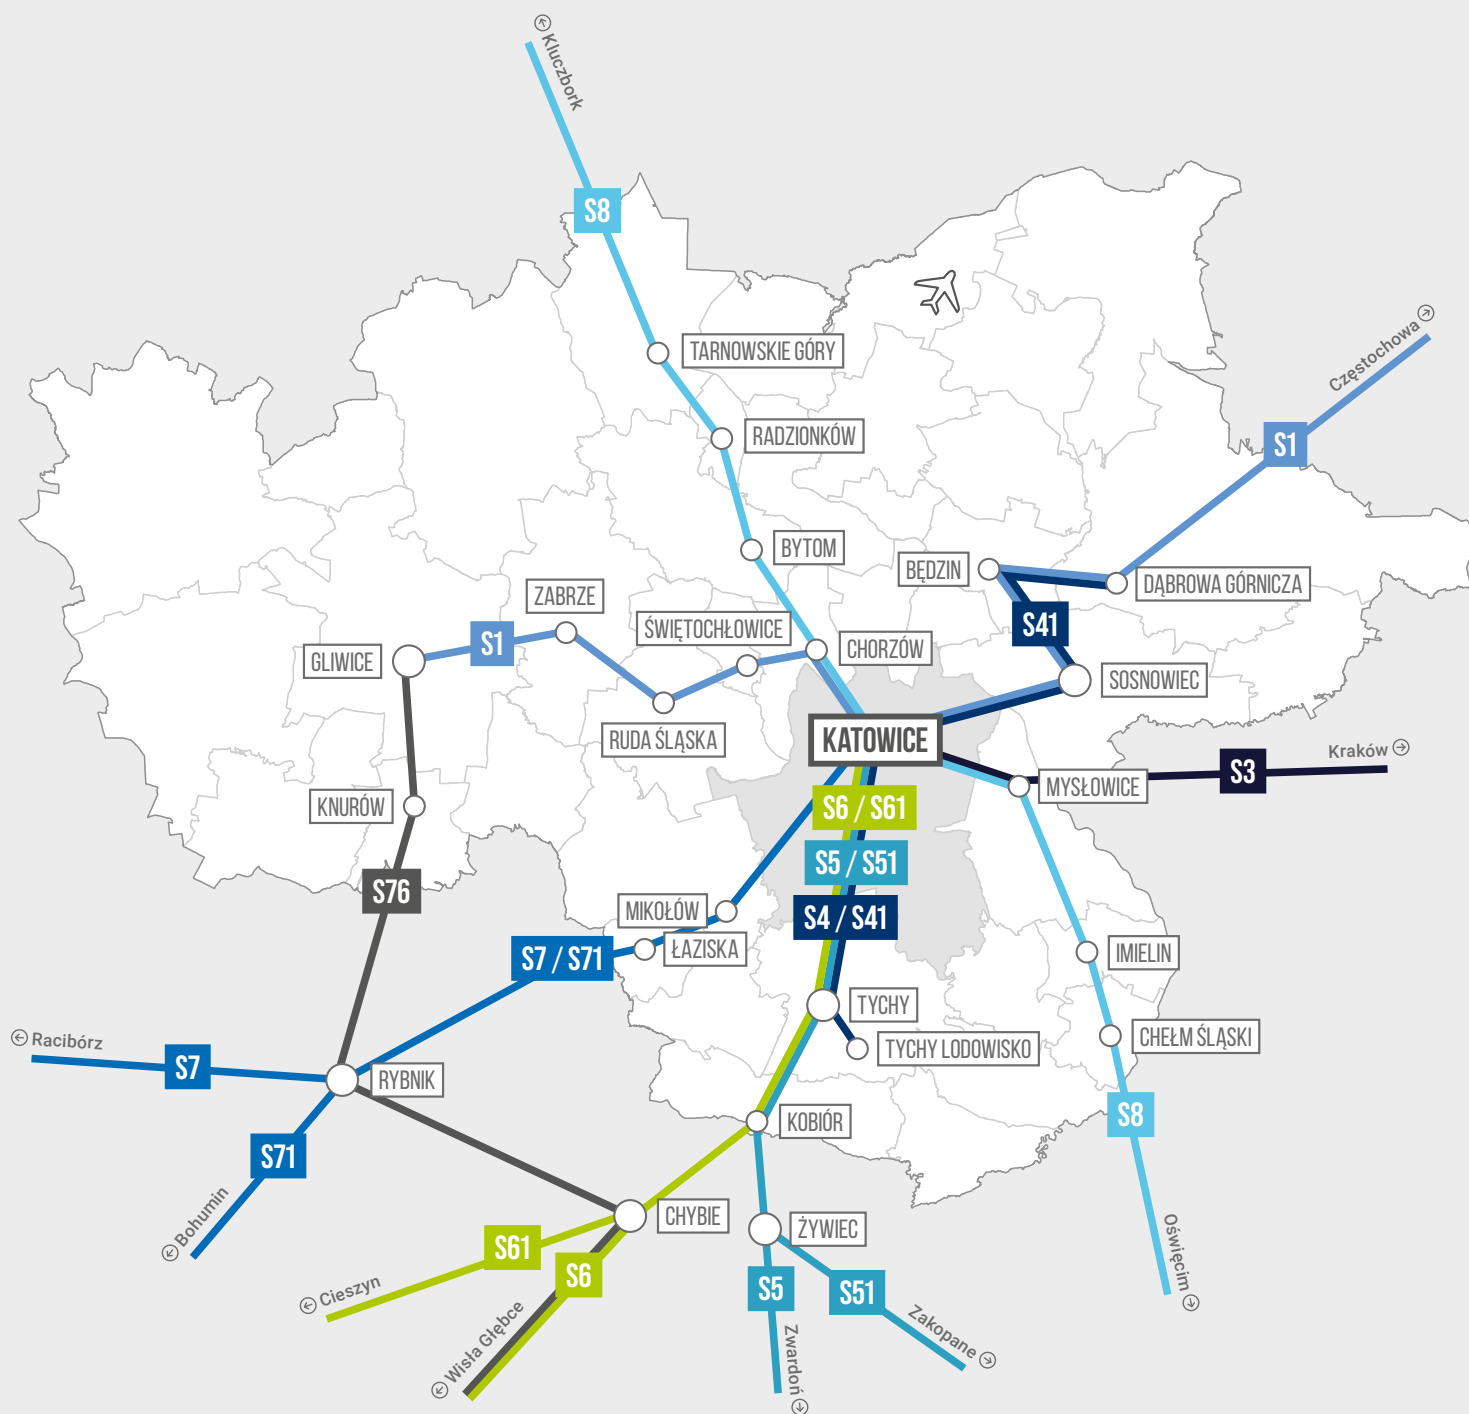 Kluczbork
S8
TARNOWSKIE GÓRY
Częstochowa
RADZIONKÓW
S1
BYTOM
BĘDZIN
DĄBROWA GÓRNICZA
ZABRZE
S41
ŚWIĘTOCHŁOWICE
S1
CHORZÓW
GLIWICE
SOSNOWIEC
RUDA ŚLĄSKA
KATOWICE
Kraków
S3
MYSŁOWICE
KNURÓW
S6 / S61
S5 / S51
S76
MIKOŁÓW
S4 / S41
ŁAZISKA
S7 / S71
IMIELIN
TYCHY
Racibórz
CHEŁM ŚLĄSKI
TYCHY LODOWISKO
S7
RYBNIK
S8
KOBIÓR
S71
CHYBIE
ŻYWIEC
Bohumin
S61
Oświęcim
S6
S5
S51
Cieszyn
Zakopane
Wisła Głębce
Zwardoń